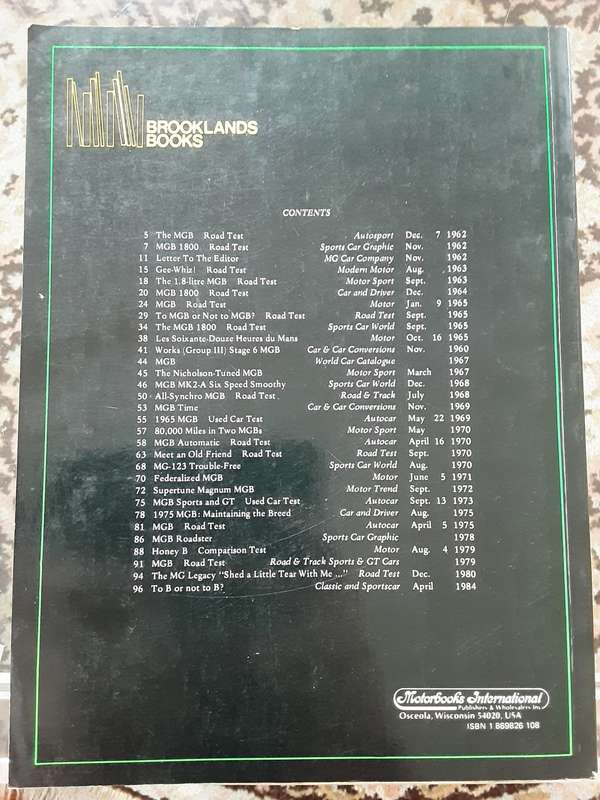 BROOKLANDS
BOOKS
CONTENTS
5 The MGB Road Test Autosport Dec. 7 1962
7 MGB 1800 Road Test Sports Car Graphic Nov. 1962
11 Letter To The Editor MG Car Company Nov. 1962
15 Gee-Whiz! Road Test Modern Motor Aug. 1963
18 The 1.8-litre MGB Road Test Motor Sport Sept. 1963
20 MGB 1800 Road Test Car and Driver Dec. 1964
24 MGB Road Test Motor Jan. 9 1965
29 To MGB or Not to MGB? Road Test Road Test Sept. 1965
34 The MGB 1800 Road Test Sports Car World Sept. 1965
38 Les Soixante-Douze Heures du Mans Motor Oct. 16 1965
41 Works (Group III) Stage 6 MGB Car & Car Conversions Nov. 1960
44 MGB World Car Catalogue 1967
45 The Nicholson-Tuned MGB Motor Sport March 1967
46 MGB MK2-A Six Speed Smoothy Sports Car World Dec. 1968
50 All-Synchro MGB Road Test Road & Track July 1968
53 MGB Time Car & Car Conversions Nov. 1969
55 1965 MGB Used Car Test Autocar May 22 1969
57 80,000 Miles in Two MGBs Motor Sport May 1970
58 MGB Automatic Road Test Autocar April 16 1970
63 Meet an Old Friend Road Test Road Test Sept. 1970
68 MG-123 Trouble-Free Sports Car World Aug. 1970
70 Federalized MGB Motor June 5 1971
72 Supertune Magnum MGB Motor Trend Sept. 1972
75 MGB Sports and GT Used Car Test Autocar Sept. 13 1973
78 1975 MGB: Maintaining the Breed Car and Driver Aug. 1975
81 MGB Road Test Autocar April 5 1975
86 MGB Roadster Sports Car Graphic 1978
88 Honey B Comparison Test Motor Aug. 4 1979
91 MGB Road Test Road & Track Sports & GT Cars 1979
94 The MG Legacy "Shed a Little Tear With Me ..." Road Test Dec. 1980
96 To B or not to B? Classic and Sportscar April 1984
Motorbooks International
Publishers & Wholesalers Inc.
Osceola, Wisconsin 54020, USA
ISBN 1 869826 108